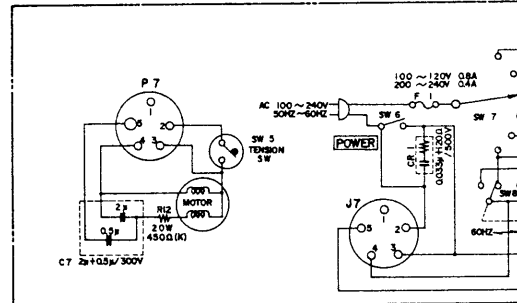 P 7
5
2
4
3
SW 5
TENSION
SW
MOTOR
2μ
R12
20W
450Ω(K)
0.5μ
C7 2μ+0.5μ/300V
100 ~ 120V 0.8A
200 ~ 240V 0.4A
F 1
AC 100 ~ 240V
50HZ ~ 60HZ
SW 6
SW 7
POWER
CR 1
0.033μ+120Ω
/500V
J7
5
2
4
3
SW8
60HZ